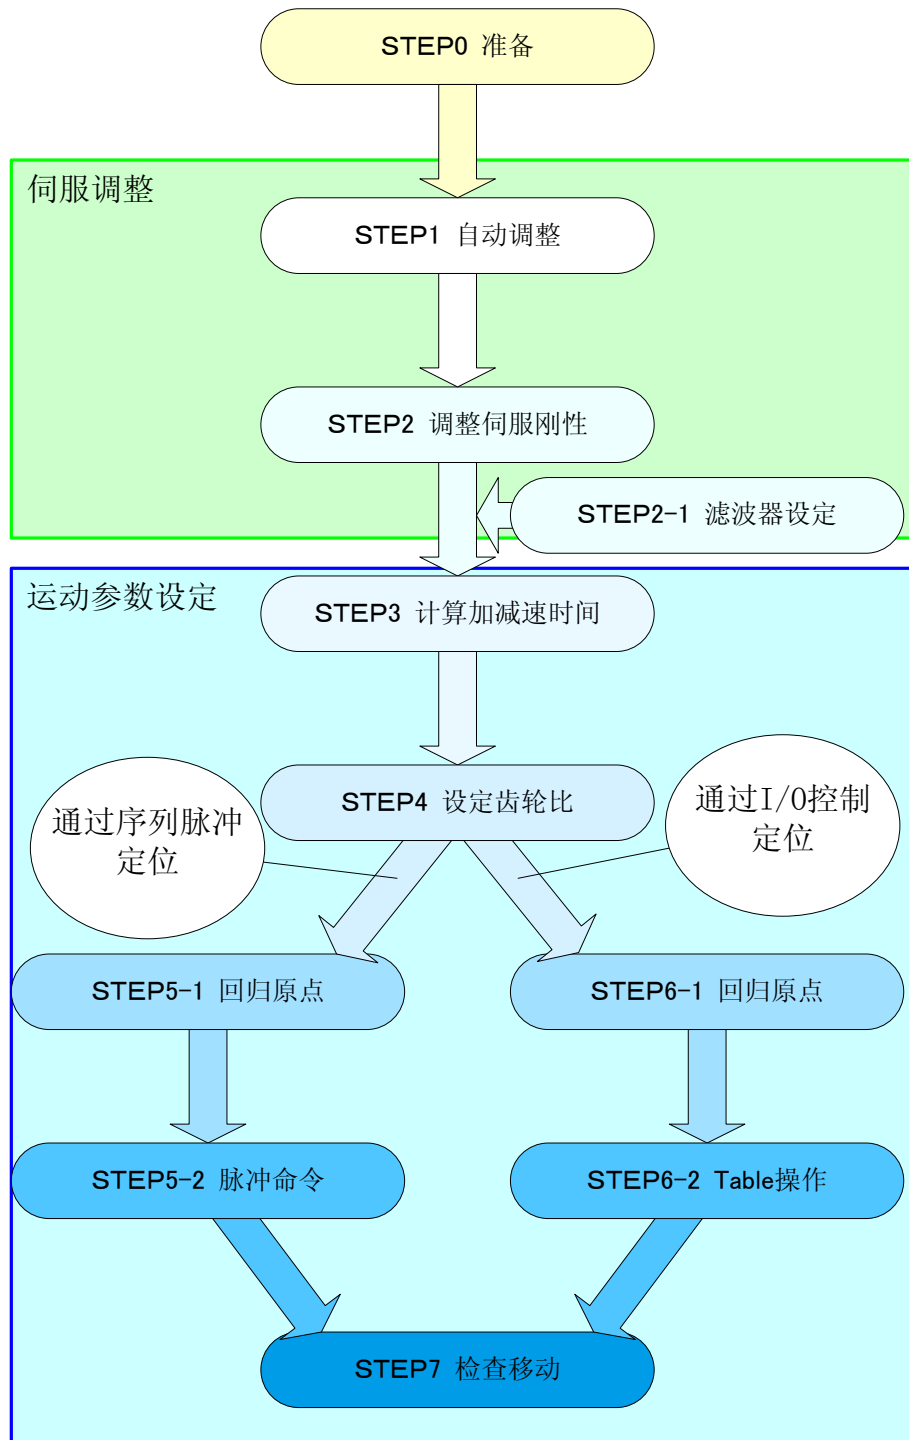 STEP0 准备
伺服调整
STEP1 自动调整
STEP2 调整伺服刚性
STEP2-1 滤波器设定
运动参数设定
STEP3 计算加减速时间
STEP4 设定齿轮比
通过序列脉冲
定位
通过I/O控制
定位
STEP5-1 回归原点
STEP6-1 回归原点
STEP5-2 脉冲命令
STEP6-2 Table操作
STEP7 检查移动